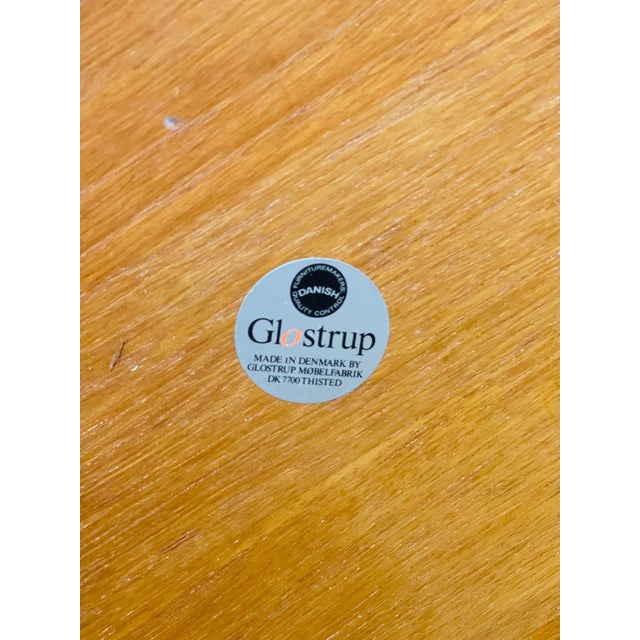 FURNITUREMAKERS
DANISH
QUALITY CONTROL
Glostrup
MADE IN DENMARK BY
GLOSTRUP MØBELFABRIK
DK 7700 THISTED